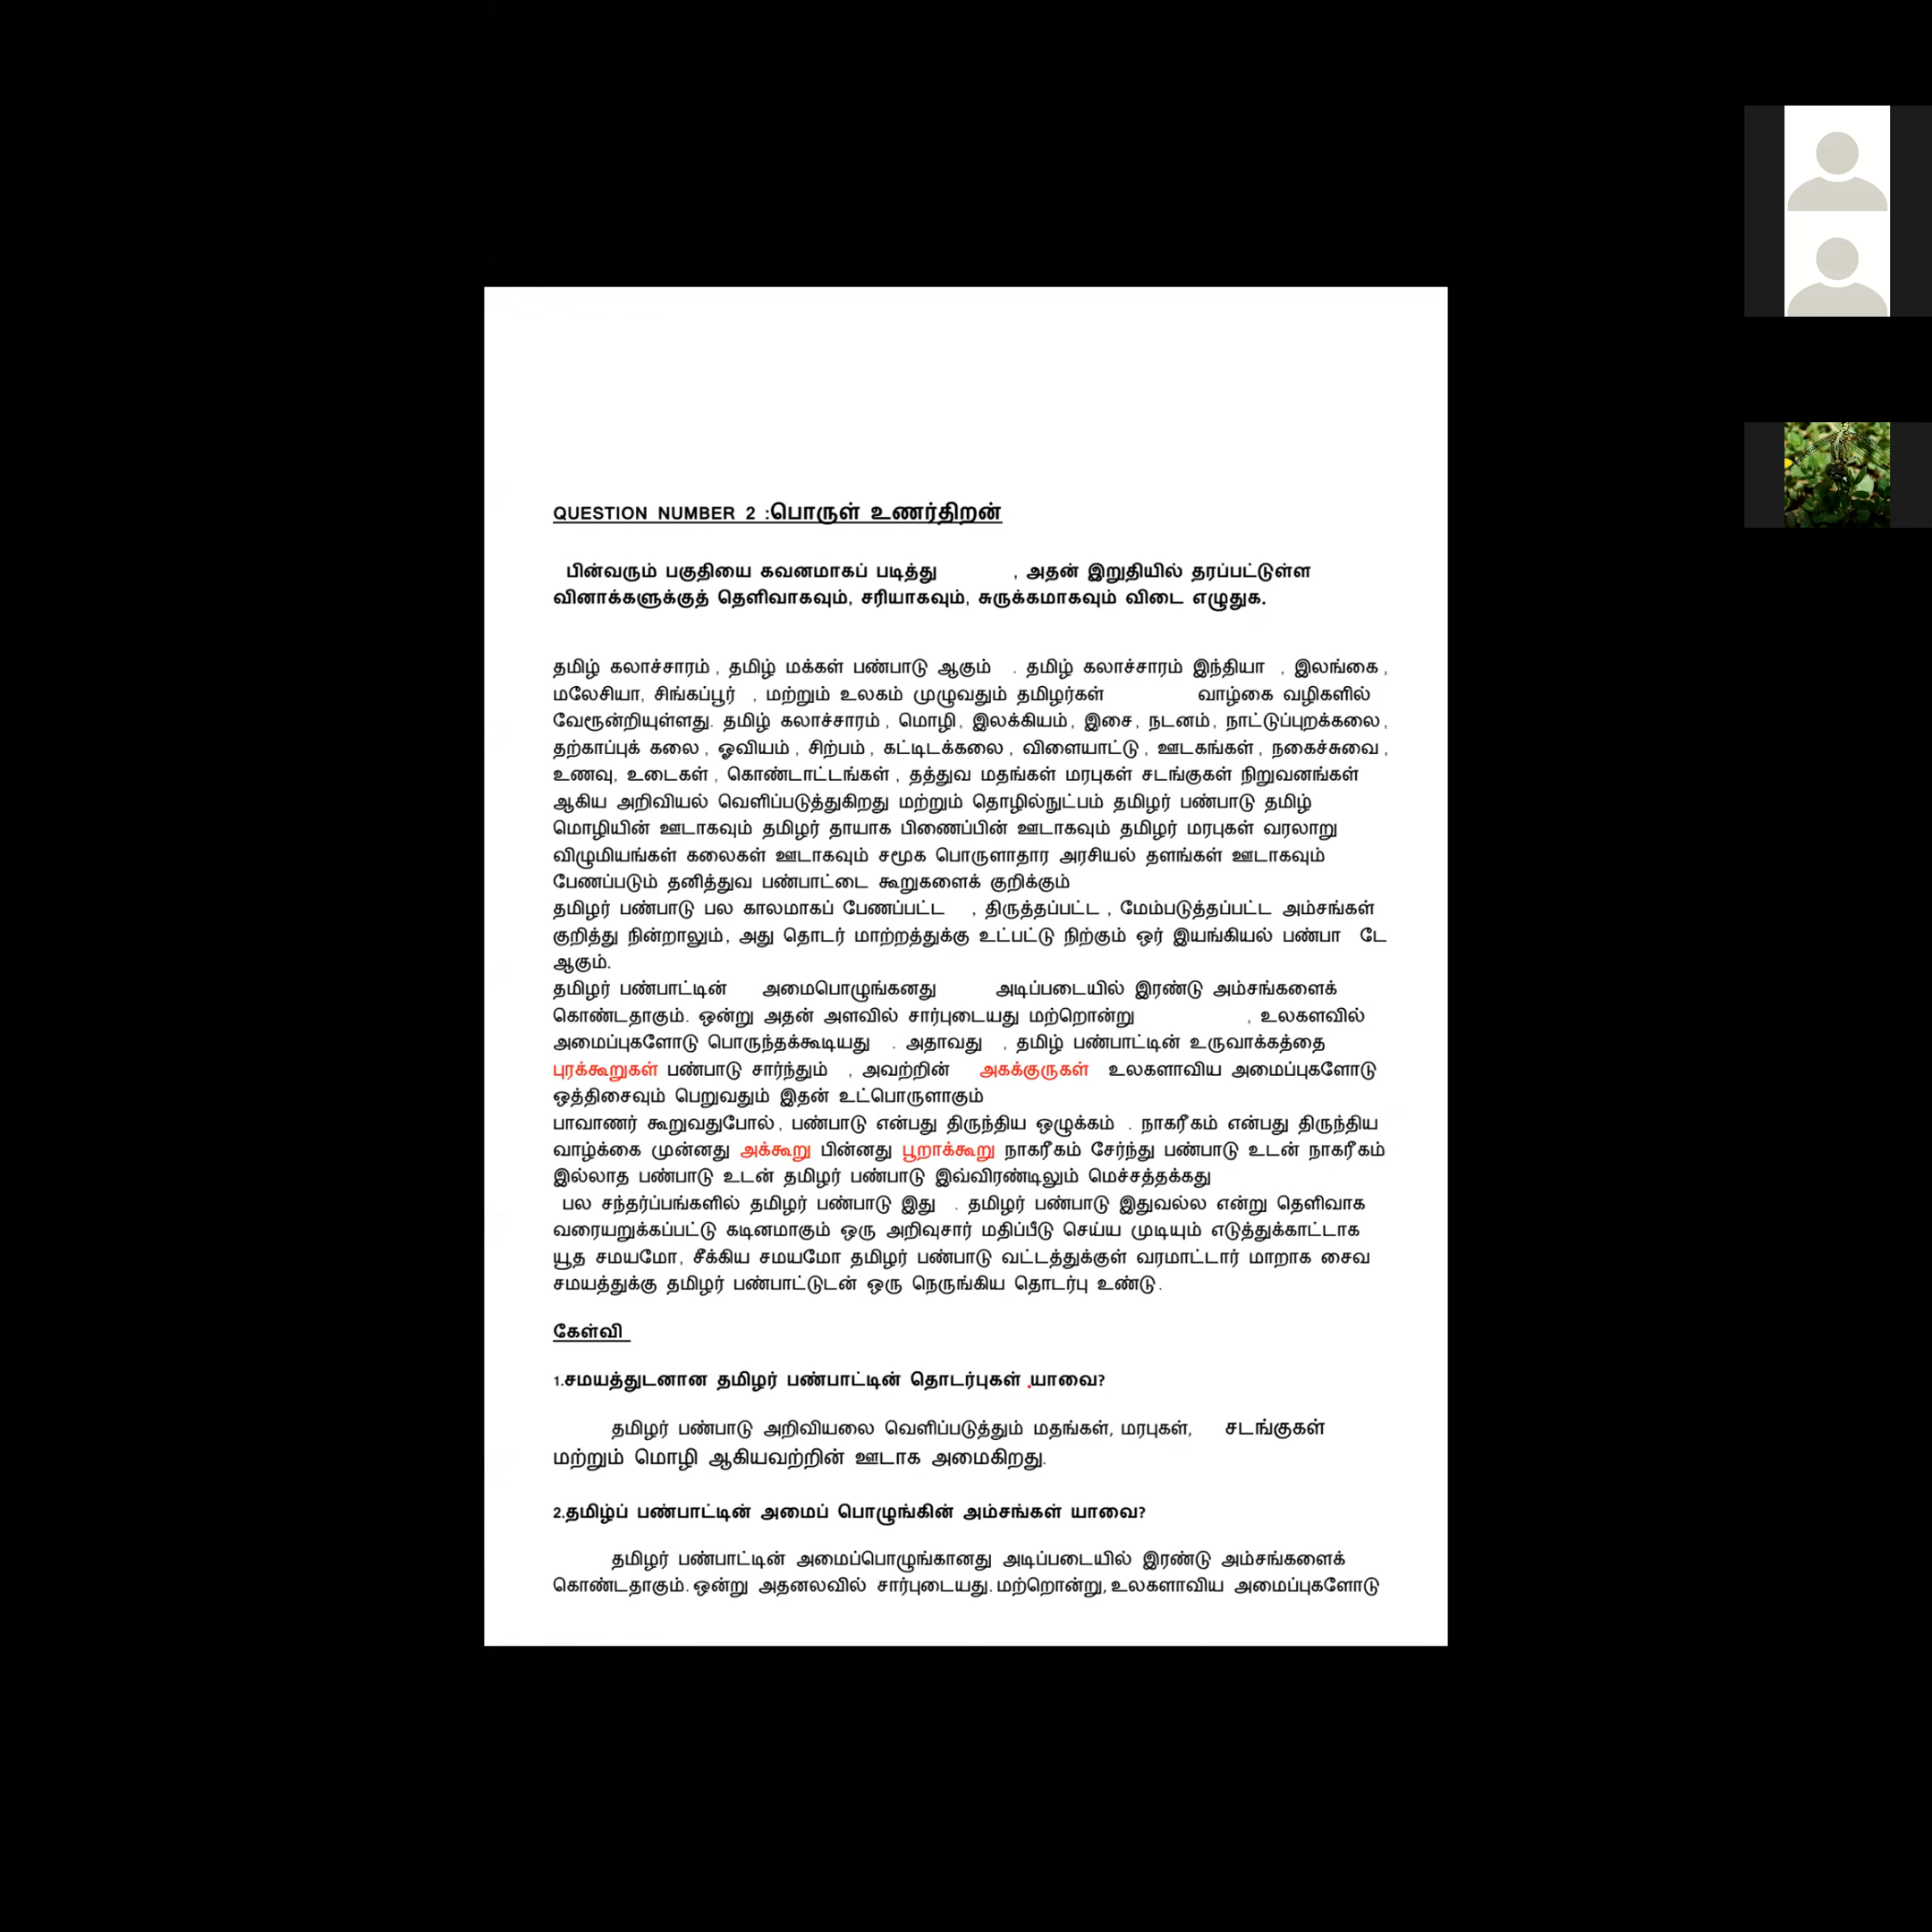 QUESTION NUMBER 2 :பொருள் உணர்திறன்
பின்வரும் பகுதியை கவனமாகப் படித்து , அதன் இறுதியில் தரப்பட்டுள்ள
வினாக்களுக்குத் தெளிவாகவும், சரியாகவும், சுருக்கமாகவும் விடை எழுதுக.
தமிழ் கலாச்சாரம் , தமிழ் மக்கள் பண்பாடு ஆகும் . தமிழ் கலாச்சாரம் இந்தியா , இலங்கை ,
மலேசியா, சிங்கப்பூர் , மற்றும் உலகம் முழுவதும் தமிழர்கள் வாழ்கை வழிகளில்
வேரூன்றியுள்ளது. தமிழ் கலாச்சாரம் , மொழி , இலக்கியம் , இசை , நடனம் , நாட்டுப்புறக்கலை ,
தற்காப்புக் கலை , ஓவியம் , சிற்பம் , கட்டிடக்கலை , விளையாட்டு , ஊடகங்கள் , நகைச்சுவை ,
உணவு, உடைகள் , கொண்டாட்டங்கள் , தத்துவ மதங்கள் மரபுகள் சடங்குகள் நிறுவனங்கள்
ஆகிய அறிவியல் வெளிப்படுத்துகிறது மற்றும் தொழில்நுட்பம் தமிழர் பண்பாடு தமிழ்
மொழியின் ஊடாகவும் தமிழர் தாயாக பிணைப்பின் ஊடாகவும் தமிழர் மரபுகள் வரலாறு
விழுமியங்கள் கலைகள் ஊடாகவும் சமூக பொருளாதார அரசியல் தளங்கள் ஊடாகவும்
பேணப்படும் தனித்துவ பண்பாட்டை கூறுகளைக் குறிக்கும்
தமிழர் பண்பாடு பல காலமாகப் பேணப்பட்ட , திருத்தப்பட்ட , மேம்படுத்தப்பட்ட அம்சங்கள்
குறித்து நின்றாலும், அது தொடர் மாற்றத்துக்கு உட்பட்டு நிற்கும் ஒர் இயங்கியல் பண்பா டே
ஆகும்.
தமிழர் பண்பாட்டின் அமைபொழுங்கனது அடிப்படையில் இரண்டு அம்சங்களைக்
கொண்டதாகும். ஒன்று அதன் அளவில் சார்புடையது மற்றொன்று , உலகளவில்
அமைப்புகளோடு பொருந்தக்கூடியது . அதாவது , தமிழ் பண்பாட்டின் உருவாக்கத்தை
புரக்கூறுகள் பண்பாடு சார்ந்தும் , அவற்றின் அகக்குருகள் உலகளாவிய அமைப்புகளோடு
ஒத்திசைவும் பெறுவதும் இதன் உட்பொருளாகும்
பாவாணர் கூறுவதுபோல் , பண்பாடு என்பது திருந்திய ஒழுக்கம் . நாகரீகம் என்பது திருந்திய
வாழ்க்கை முன்னது அக்கூறு பின்னது பூறாக்கூறு நாகரீகம் சேர்ந்து பண்பாடு உடன் நாகரீகம்
இல்லாத பண்பாடு உடன் தமிழர் பண்பாடு இவ்விரண்டிலும் மெச்சத்தக்கது
பல சந்தர்ப்பங்களில் தமிழர் பண்பாடு இது . தமிழர் பண்பாடு இதுவல்ல என்று தெளிவாக
வரையறுக்கப்பட்டு கடினமாகும் ஒரு அறிவுசார் மதிப்பீடு செய்ய முடியும் எடுத்துக்காட்டாக
யூத சமயமோ, சீக்கிய சமயமோ தமிழர் பண்பாடு வட்டத்துக்குள் வரமாட்டார் மாறாக சைவ
சமயத்துக்கு தமிழர் பண்பாட்டுடன் ஒரு நெருங்கிய தொடர்பு உண்டு.
கேள்வி
1.சமயத்துடனான தமிழர் பண்பாட்டின் தொடர்புகள் யாவை?
தமிழர் பண்பாடு அறிவியலை வெளிப்படுத்தும் மதங்கள், மரபுகள், சடங்குகள்
மற்றும் மொழி ஆகியவற்றின் ஊடாக அமைகிறது.
2.தமிழ்ப் பண்பாட்டின் அமைப் பொழுங்கின் அம்சங்கள் யாவை?
தமிழர் பண்பாட்டின் அமைப்பொழுங்கானது அடிப்படையில் இரண்டு அம்சங்களைக்
கொண்டதாகும். ஒன்று அதனலவில் சார்புடையது. மற்றொன்று, உலகளாவிய அமைப்புகளோடு